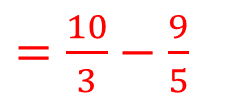 = 10/3 − 9/5